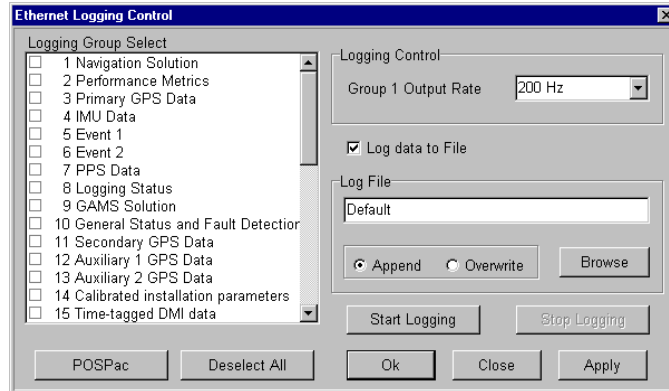 Ethernet Logging Control
Logging Group Select
1 Navigation Solution
2 Performance Metrics
3 Primary GPS Data
4 IMU Data
5 Event 1
6 Event 2
7 PPS Data
8 Logging Status
9 GAMS Solution
10 General Status and Fault Detection
11 Secondary GPS Data
12 Auxiliary 1 GPS Data
13 Auxiliary 2 GPS Data
14 Calibrated installation parameters
15 Time-tagged DMI data
POSPac
Deselect All
Logging Control
Group 1 Output Rate
200 Hz
Log data to File
Log File
Default
Append
Overwrite
Browse
Start Logging
Stop Logging
Ok
Close
Apply